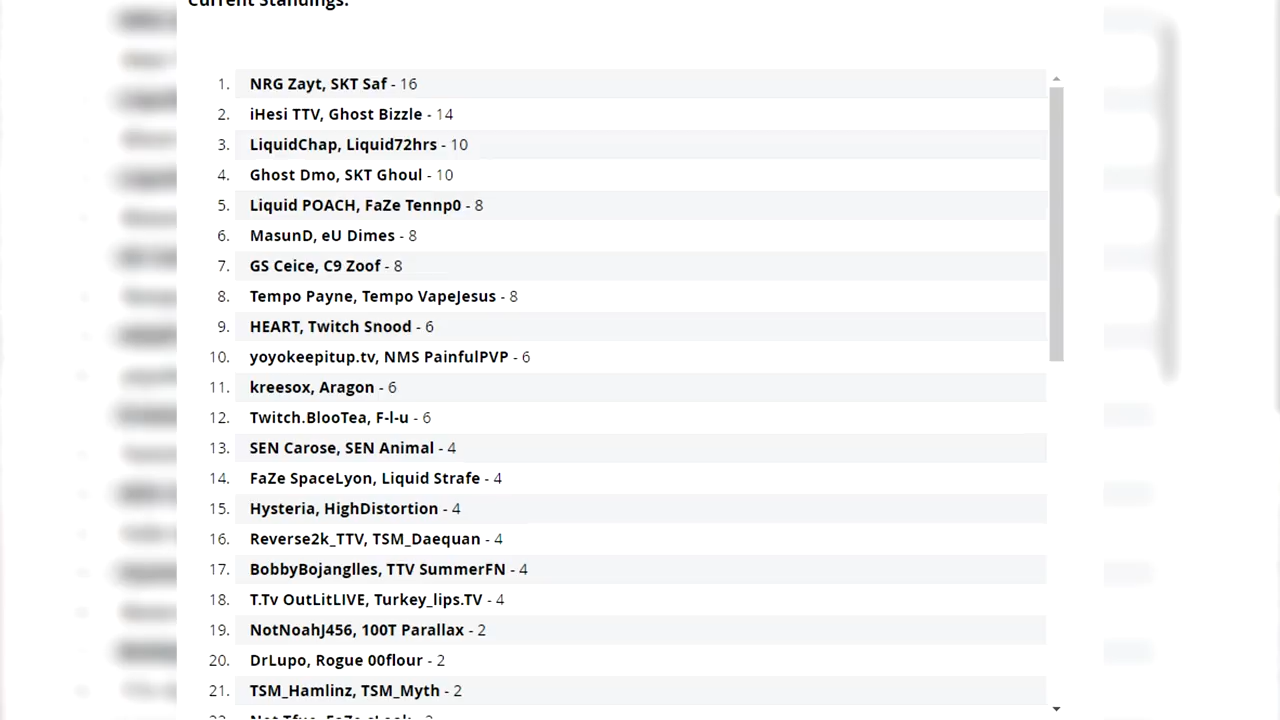 Current Standings:
1. NRG Zayt, SKT Saf - 16
2. iHesi TTV, Ghost Bizzle - 14
3. LiquidChap, Liquid72hrs - 10
4. Ghost Dmo, SKT Ghoul - 10
5. Liquid POACH, FaZe Tennp0 - 8
6. MasunD, eU Dimes - 8
7. GS Ceice, C9 Zoof - 8
8. Tempo Payne, Tempo VapeJesus - 8
9. HEART, Twitch Snood - 6
10. yoyokeepitup.tv, NMS PainfulPVP - 6
11. kreesox, Aragon - 6
12. Twitch.BlooTea, F-l-u - 6
13. SEN Carose, SEN Animal - 4
14. FaZe SpaceLyon, Liquid Strafe - 4
15. Hysteria, HighDistortion - 4
16. Reverse2k_TTV, TSM_Daequan - 4
17. BobbyBojanglles, TTV SummerFN - 4
18. T.Tv OutLitLIVE, Turkey_lips.TV - 4
19. NotNoahJ456, 100T Parallax - 2
20. DrLupo, Rogue 00flour - 2
21. TSM_Hamlinz, TSM_Myth - 2